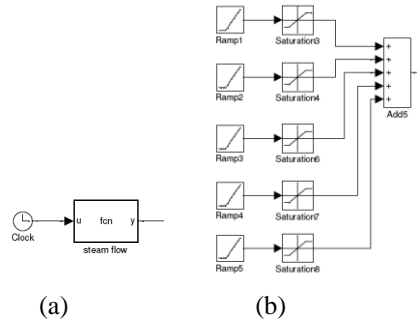 Clock
u fcn y
steam flow
(a)
Ramp1 Saturation3
Ramp2 Saturation4
Ramp3 Saturation6
Ramp4 Saturation7
Ramp5 Saturation8
+
+
+
+
+
Add5
(b)